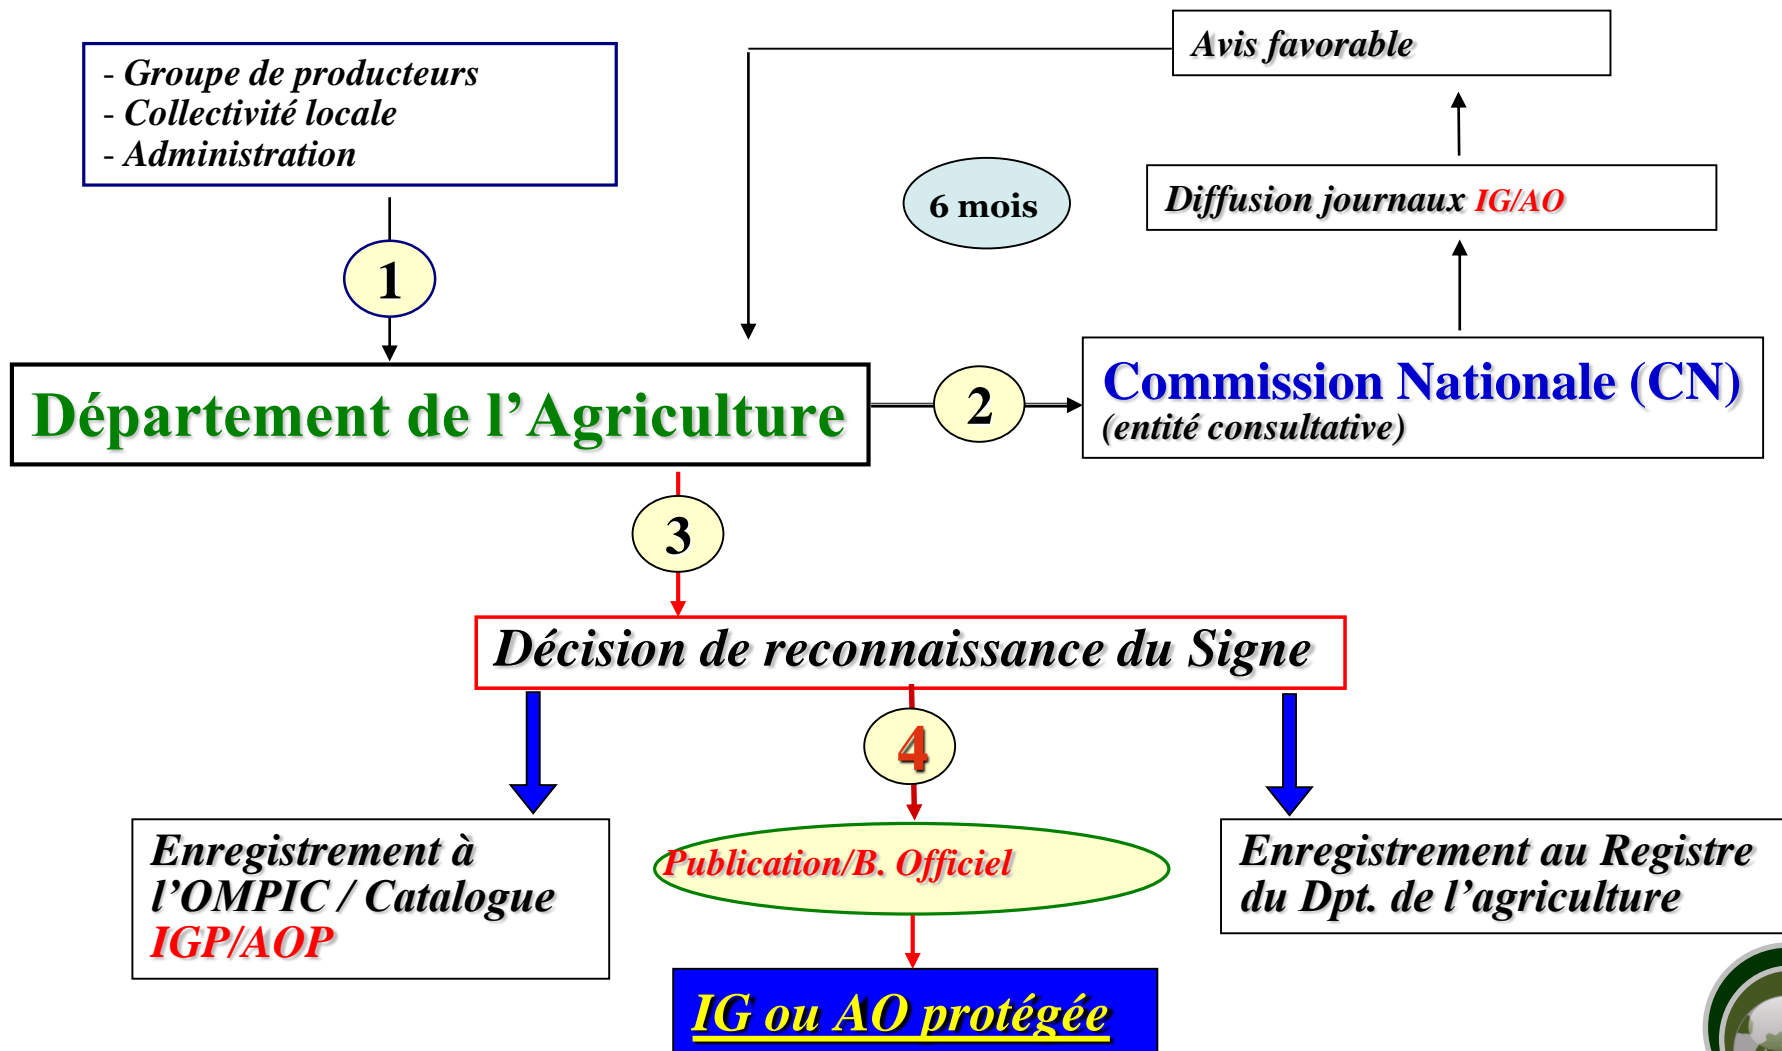 - Groupe de producteurs
- Collectivité locale
- Administration
Avis favorable
6 mois
Diffusion journaux IG/AO
1
Département de l’Agriculture
2
Commission Nationale (CN)
(entité consultative)
3
Décision de reconnaissance du Signe
4
Enregistrement à
l’OMPIC / Catalogue
IGP/AOP
Publication/B. Officiel
Enregistrement au Registre
du Dpt. de l’agriculture
IG ou AO protégée